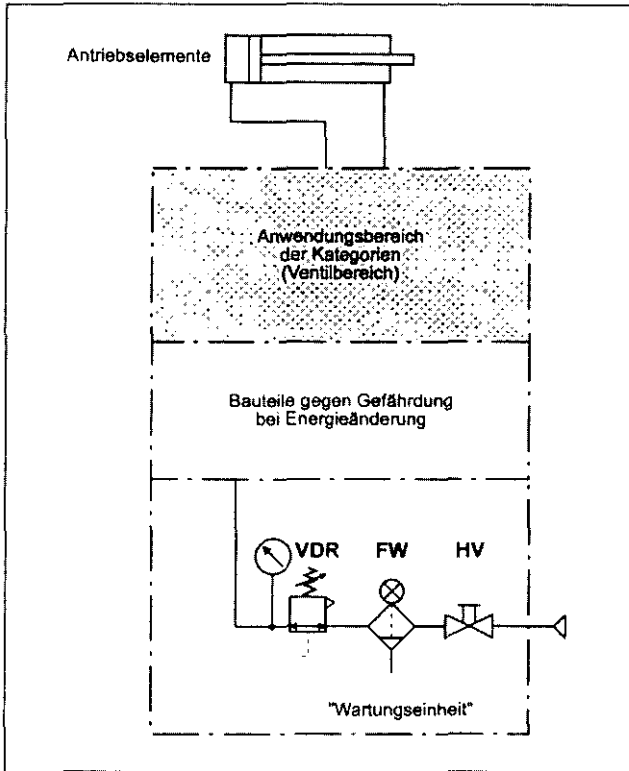 Antriebselemente
Anwendungsbereich
der Kategorien
(Ventilbereich)
Bauteile gegen Gefährdung
bei Energieänderung
VDR FW HV
"Wartungseinheit"